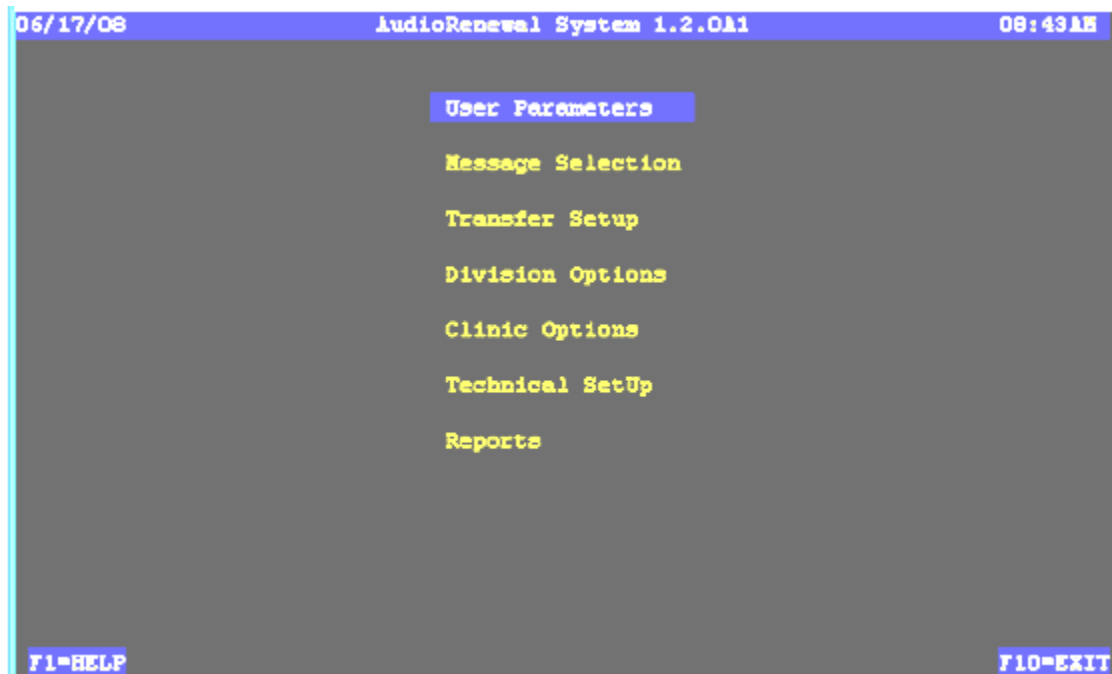 06/17/08 AudioRenewal System 1.2.0A1 08:43AM
User Parameters
Message Selection
Transfer Setup
Division Options
Clinic Options
Technical SetUp
Reports
F1=HELP F10=EXIT